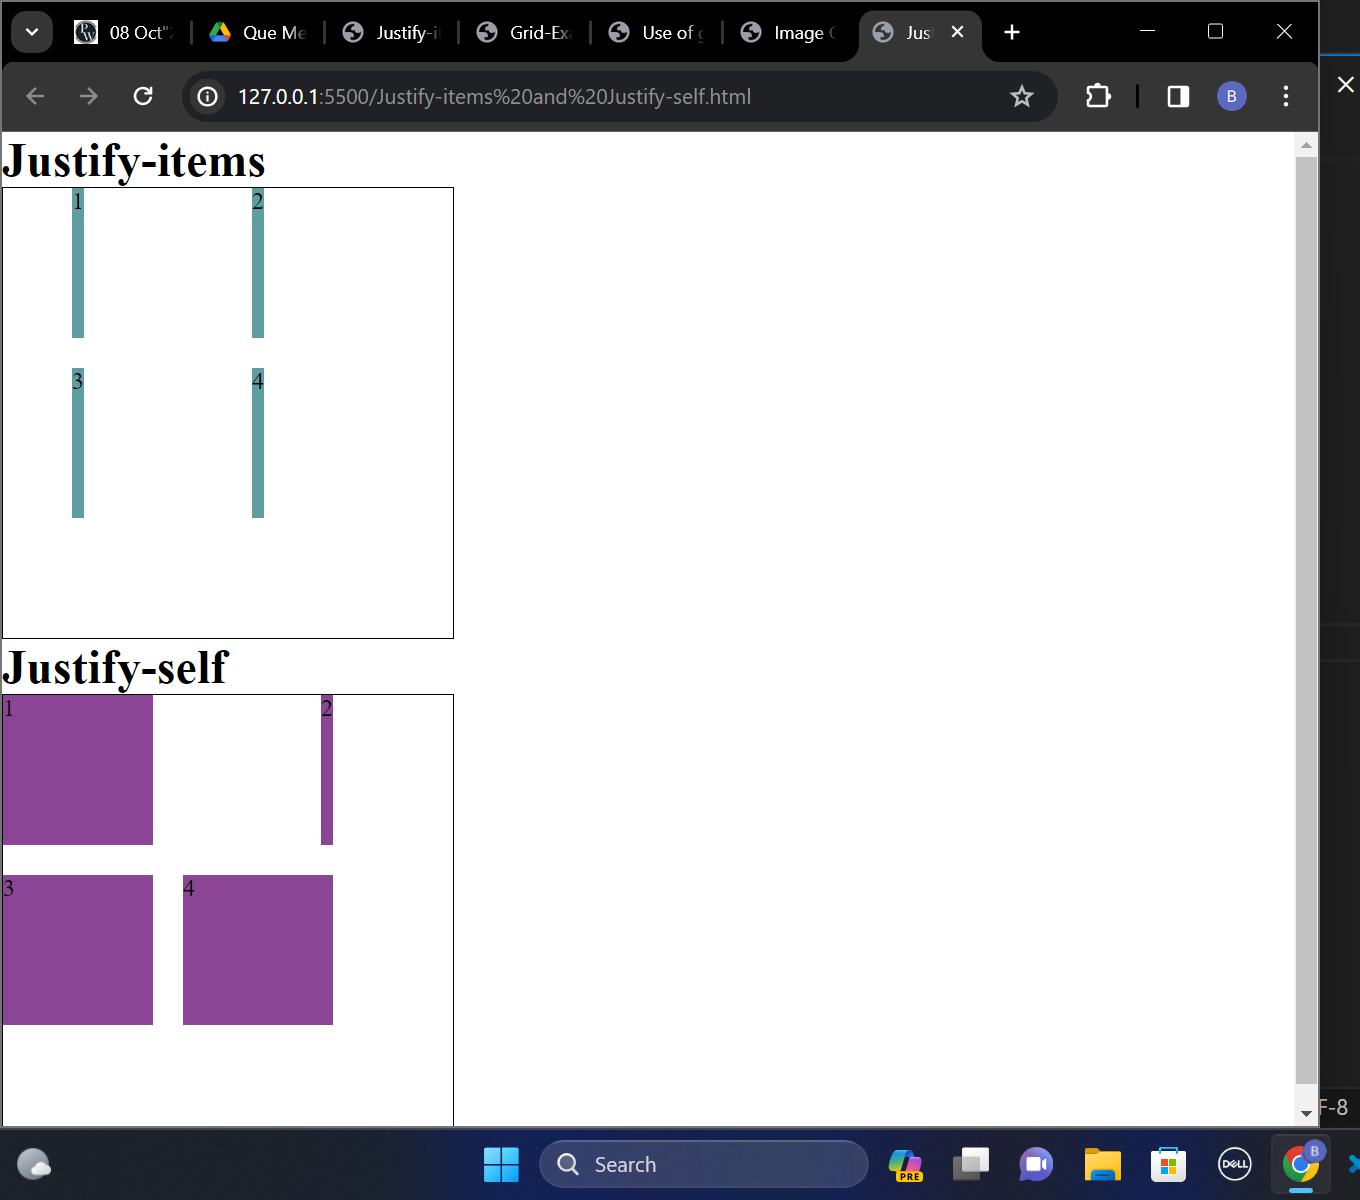 08 Oct"
Que Me
Justify-i
Grid-Ex
Use of g
Image
Jus
127.0.0.1:5500/Justify-items%20and%20Justify-self.html
B
Justify-items
1 2
3 4
Justify-self
1 2
3 4
F-8
Search
PRE
DELL
B